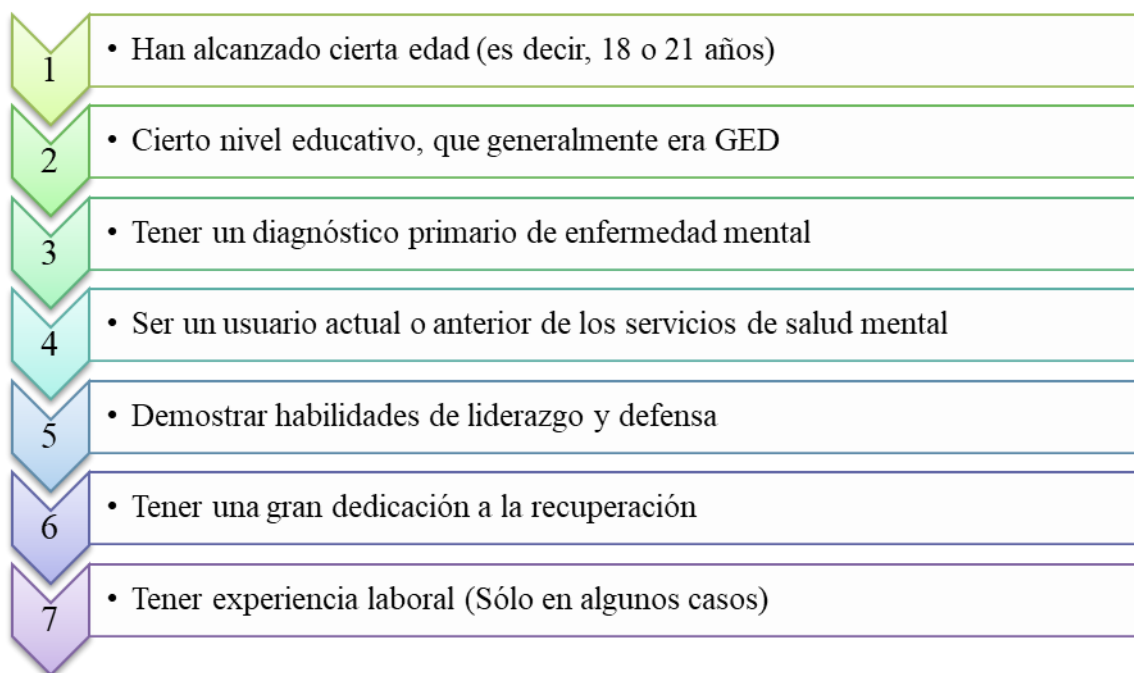 1
• Han alcanzado cierta edad (es decir, 18 o 21 años)
2
• Cierto nivel educativo, que generalmente era GED
3
• Tener un diagnóstico primario de enfermedad mental
4
• Ser un usuario actual o anterior de los servicios de salud mental
5
• Demostrar habilidades de liderazgo y defensa
6
• Tener una gran dedicación a la recuperación
7
• Tener experiencia laboral (Sólo en algunos casos)